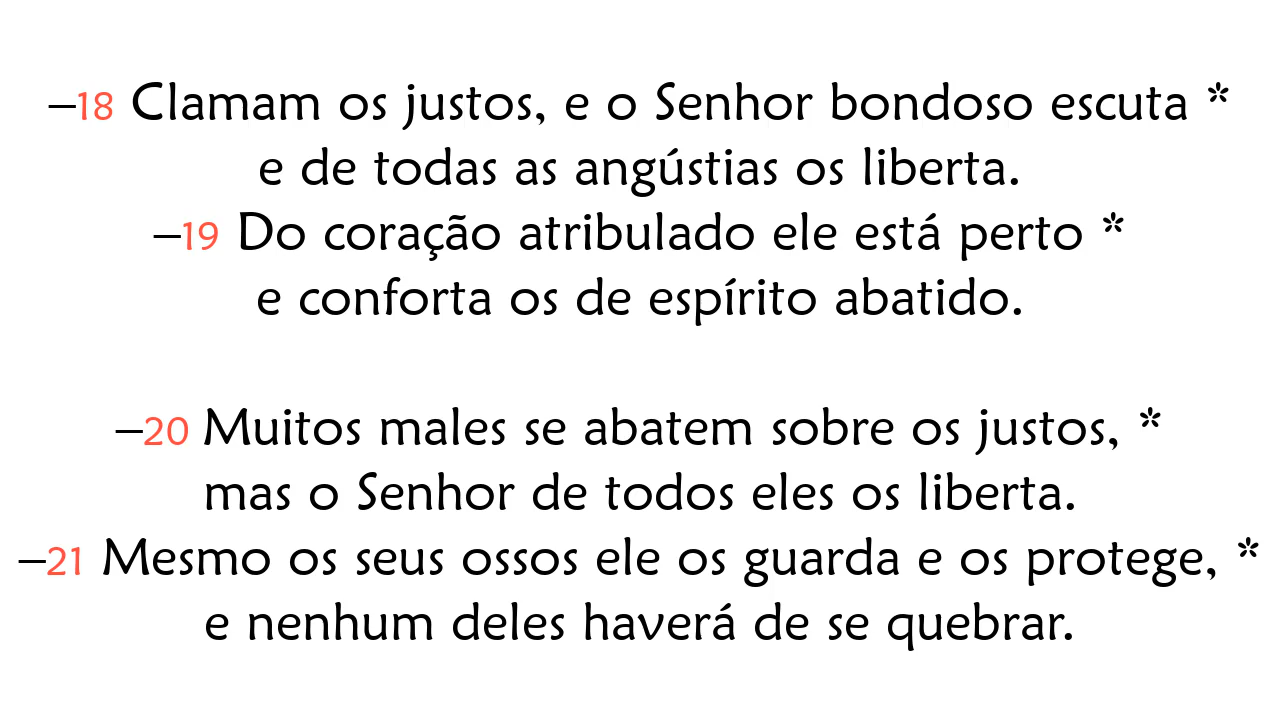 –18 Clamam os justos, e o Senhor bondoso escuta *
e de todas as angústias os liberta.
–19 Do coração atribulado ele está perto *
e conforta os de espírito abatido.
–20 Muitos males se abatem sobre os justos, *
mas o Senhor de todos eles os liberta.
–21 Mesmo os seus ossos ele os guarda e os protege, *
e nenhum deles haverá de se quebrar.